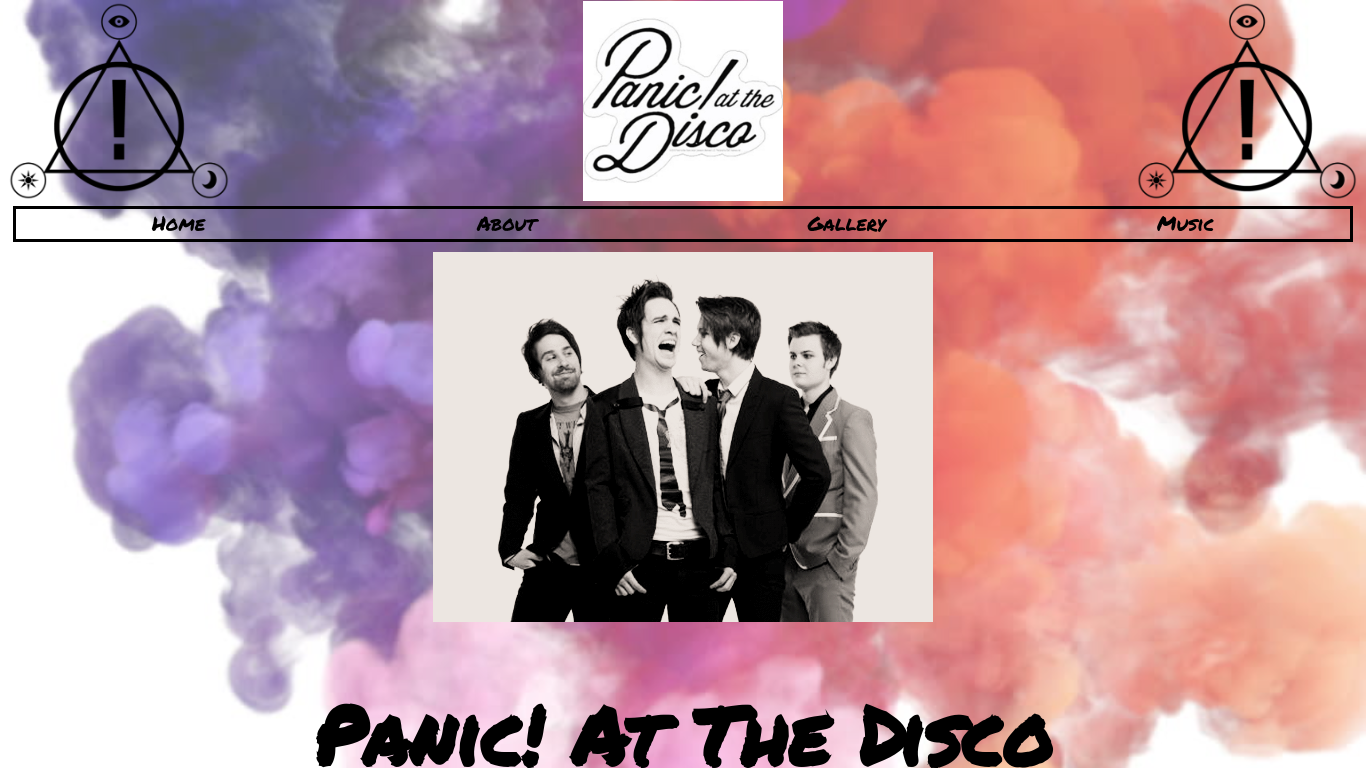 Panic! at the
Disco
!
!
Home About Gallery Music
Panic! At The Disco